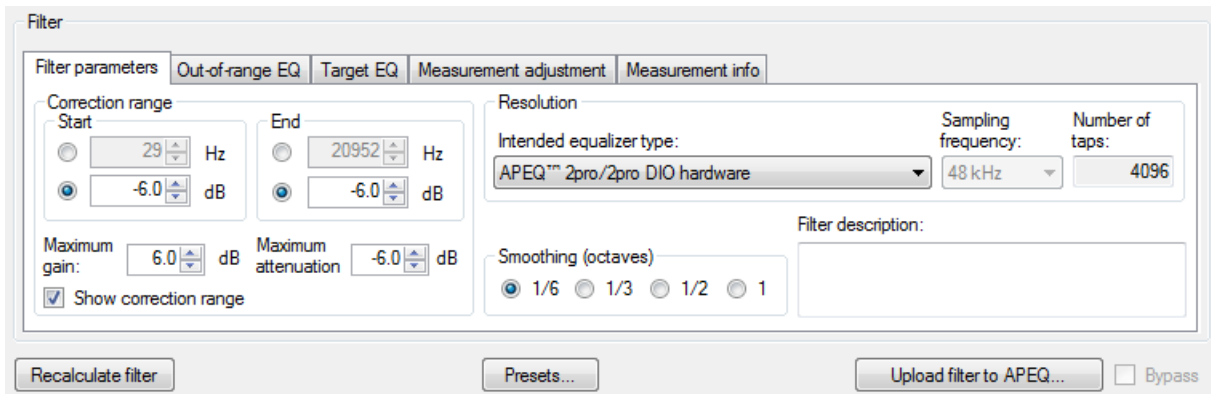 Filter
Filter parameters Out-of-range EQ Target EQ Measurement adjustment Measurement info
Correction range
Start
29 Hz
-6.0 dB
End
20952 Hz
-6.0 dB
Maximum gain: 6.0 dB
Maximum attenuation -6.0 dB
Show correction range
Resolution
Intended equalizer type:
APEQ™ 2pro/2pro DIO hardware
Sampling frequency:
48 kHz
Number of taps:
4096
Smoothing (octaves)
1/6 1/3 1/2 1
Filter description:
Recalculate filter Presets... Upload filter to APEQ... Bypass